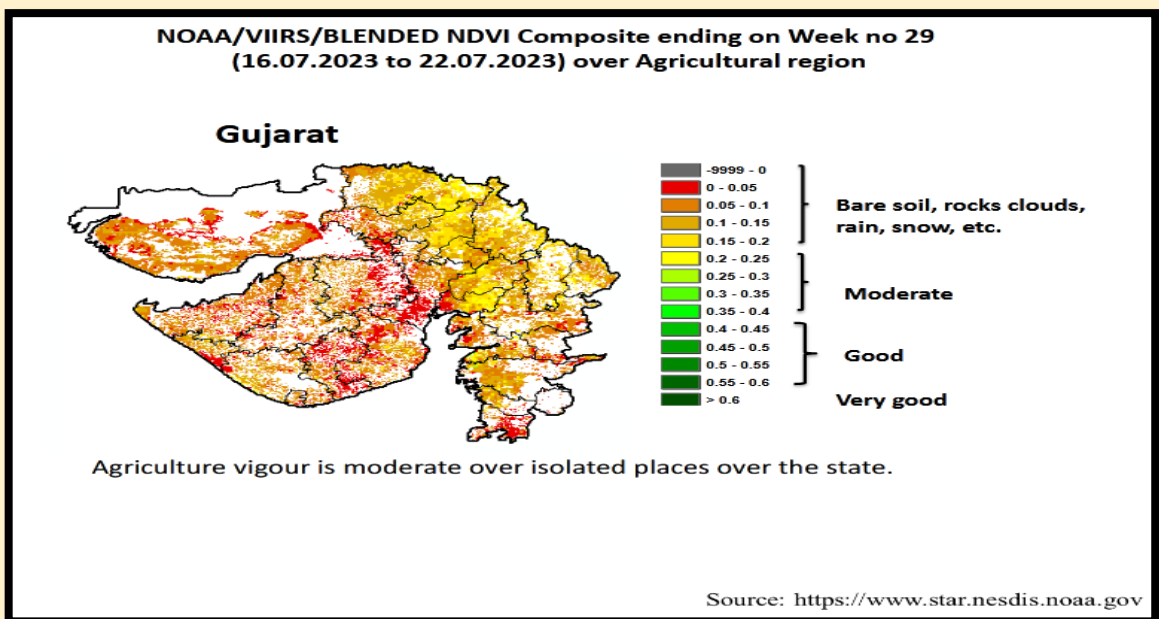 NOAA/VIIRS/BLENDED NDVI Composite ending on Week no 29
(16.07.2023 to 22.07.2023) over Agricultural region
Gujarat
-9999 - 0
0 - 0.05
0.05 - 0.1
0.1 - 0.15
0.15 - 0.2
0.2 - 0.25
0.25 - 0.3
0.3 - 0.35
0.35 - 0.4
0.4 - 0.45
0.45 - 0.5
0.5 - 0.55
0.55 - 0.6
> 0.6
Bare soil, rocks clouds,
rain, snow, etc.
Moderate
Good
Very good
Agriculture vigour is moderate over isolated places over the state.
Source: https://www.star.nesdis.noaa.gov